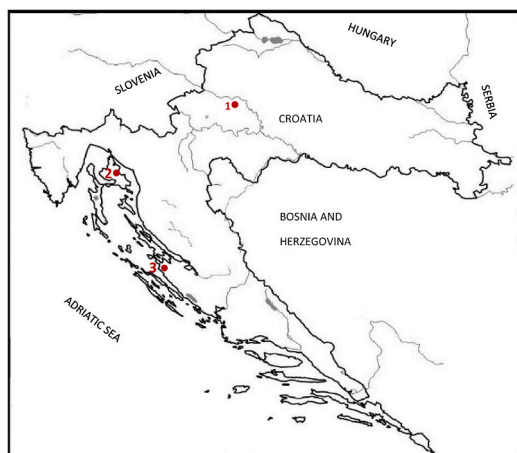 HUNGARY
SLOVENIA
SERBIA
1
CROATIA
2
BOSNIA AND
HERZEGOVINA
3
ADRIATIC SEA